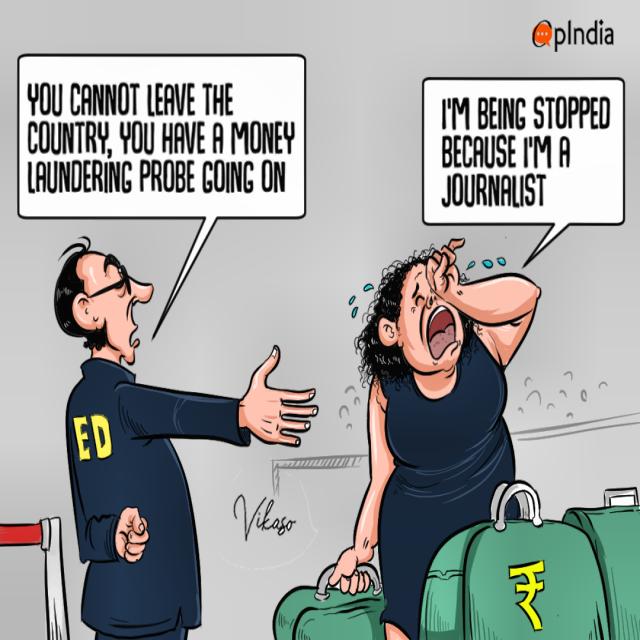 OpIndia
YOU CANNOT LEAVE THE
COUNTRY, YOU HAVE A MONEY
LAUNDERING PROBE GOING ON
I'M BEING STOPPED
BECAUSE I'M A
JOURNALIST
ED
Vikaso
₹